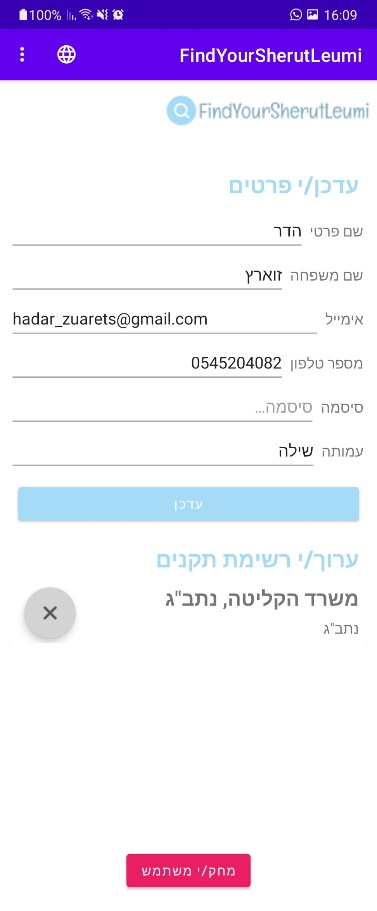 100% 16:09
FindYourSherutLeumi
FindYourSherutLeumi
עדכן/י פרטים
שם פרטי הדר
שם משפחה זוארץ
אימייל hadar_zuarets@gmail.com
מספר טלפון 0545204082
סיסמה סיסמה...
עמותה שילה
עדכן
ערוך/י רשימת תקנים
משרד הקליטה, נתב"ג
נתב"ג
מחק/י משתמש